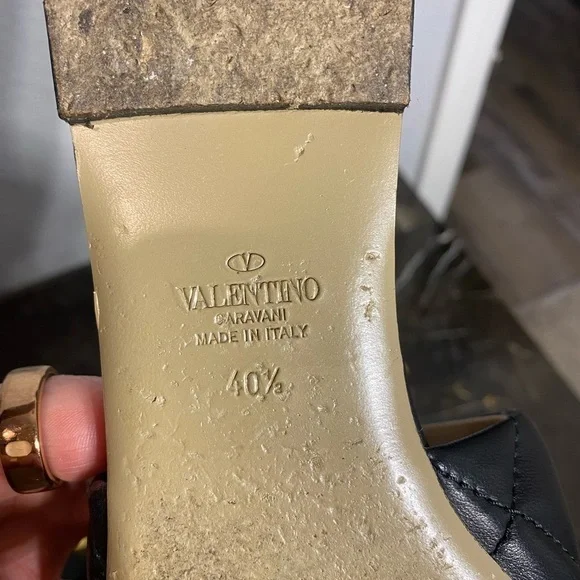 V
VALENTINO
GARAVANI
MADE IN ITALY
40½